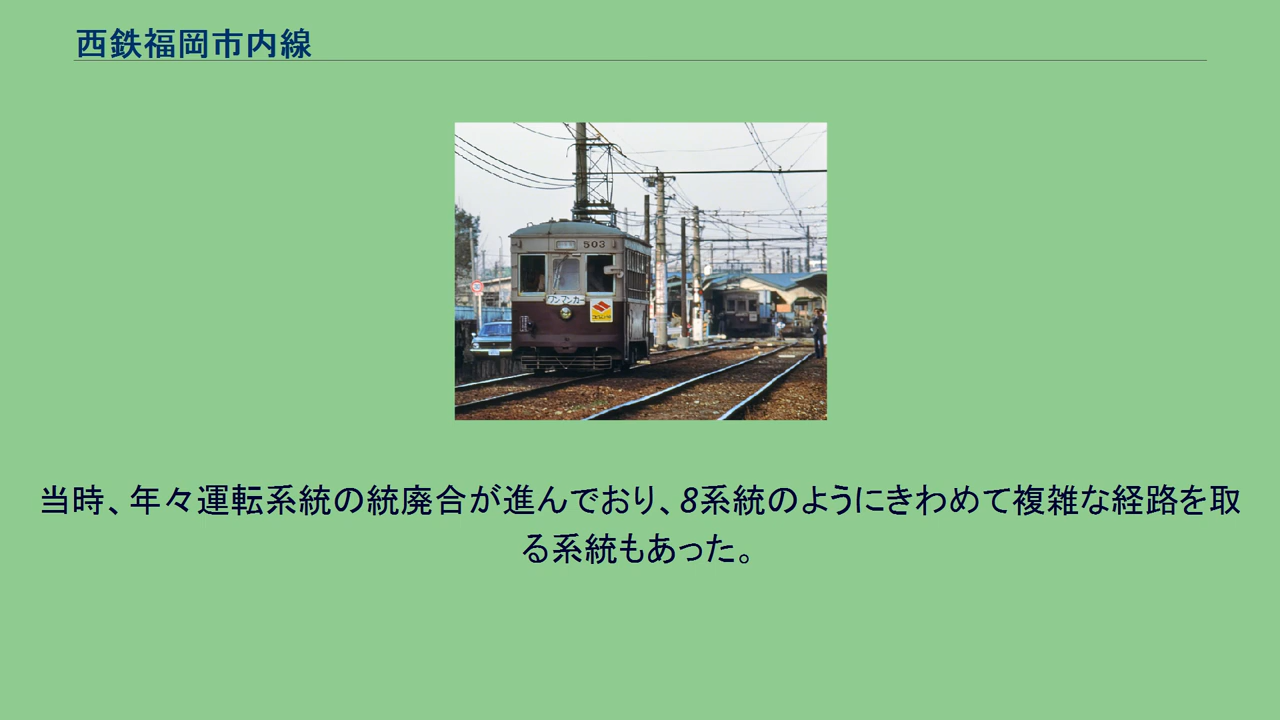 西鉄福岡市内線
503
ワンマンカー
当時、年々運転系統の統廃合が進んでおり、8系統のようにきわめて複雑な経路を取
る系統もあった。